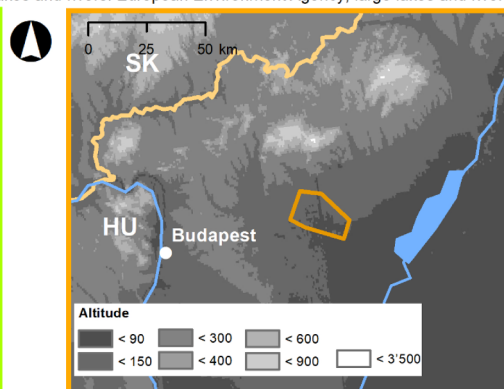 0 25 50 km
SK
HU
Budapest
Altitude
< 90 < 300 < 600
< 150 < 400 < 900 < 3'500